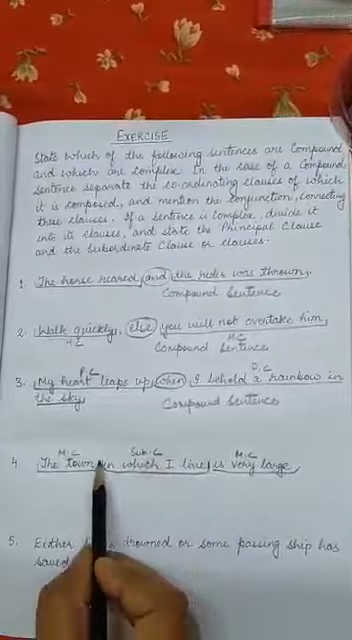 EXERCISE
State which of the following sentences are Compound
and which are complex. In the case of a Compound
sentence separate the co-ordinating clauses of which
it is composed, and mention the conjunction, connecting
these clauses. If a sentence is Complex, divide it
into its clauses, and state the Principal Clause
and the Subordinate Clause or clauses.
1. The horse reared, and the rider was thrown,
Compound Sentence
2. Walk quickly, else you will not overtake him,
M.C M.C
Compound Sentence
P.C P.C
3. My heart leaps up, when I behold a rainbow in
the sky,
Compound Sentence
M.C Sub.C M.C
4. The town, in which I live, is very large,
5. Either drowned or some passing ship has
saved